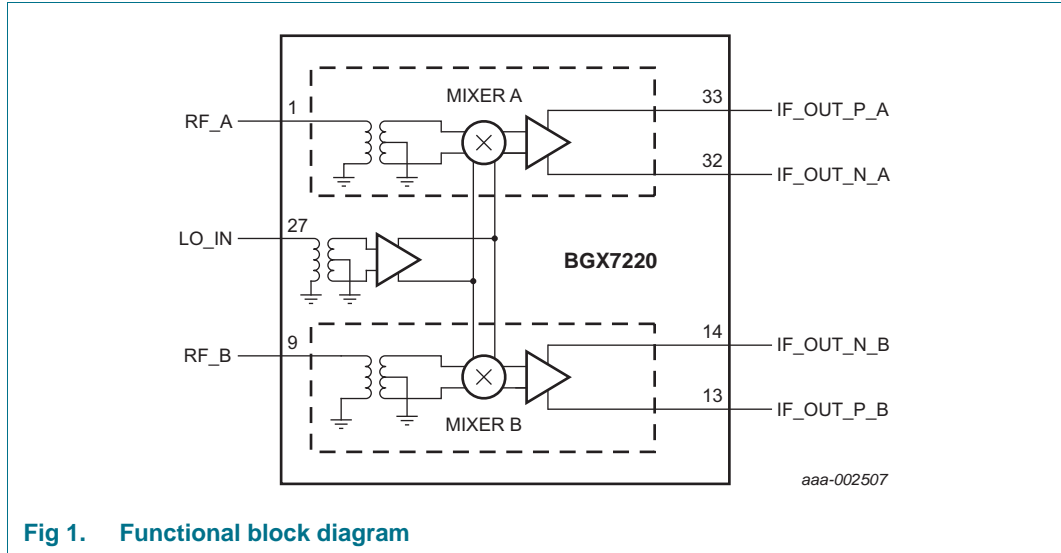 MIXER A
RF_A
1
33
IF_OUT_P_A
32
IF_OUT_N_A
LO_IN
27
BGX7220
RF_B
9
14
IF_OUT_N_B
13
IF_OUT_P_B
MIXER B
aaa-002507
Fig 1. Functional block diagram